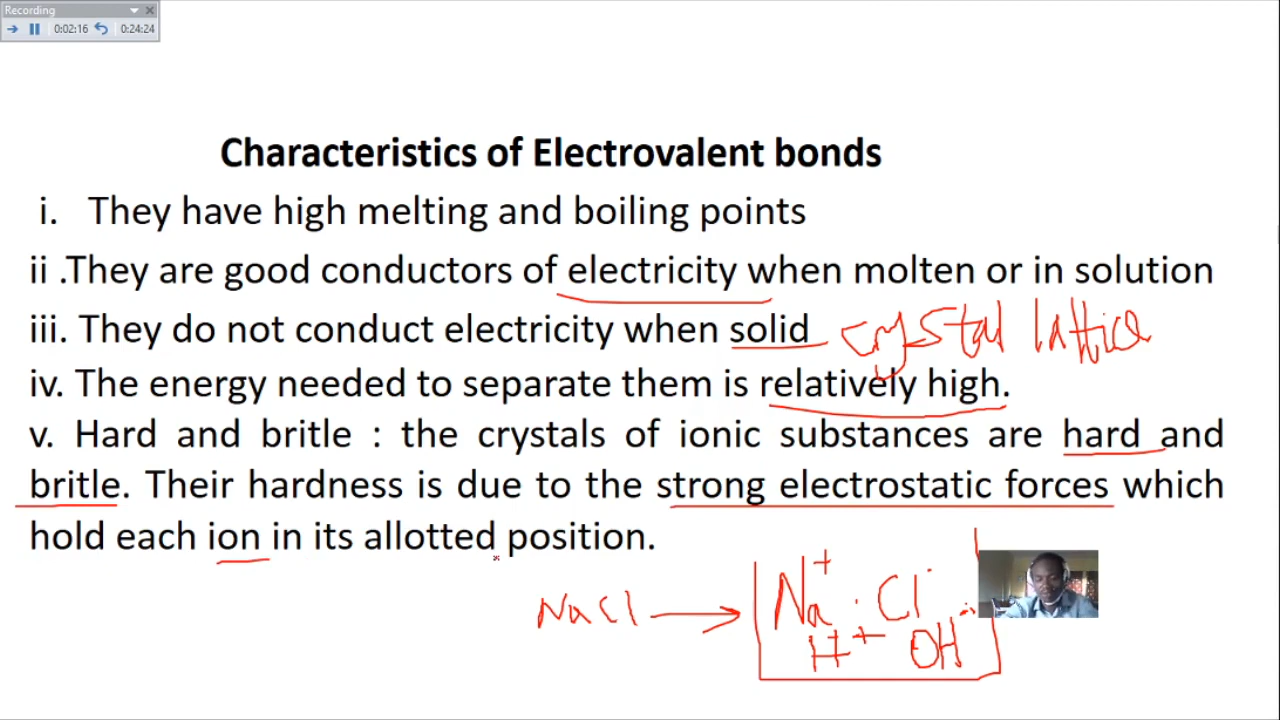 Recording
0:02:16 0:24:24
Characteristics of Electrovalent bonds
i. They have high melting and boiling points
ii .They are good conductors of electricity when molten or in solution
iii. They do not conduct electricity when solid crystal lattice
iv. The energy needed to separate them is relatively high.
v. Hard and britle : the crystals of ionic substances are hard and
britle. Their hardness is due to the strong electrostatic forces which
hold each ion in its allotted position.
NaCl → Na+ Cl-
H+ OH-